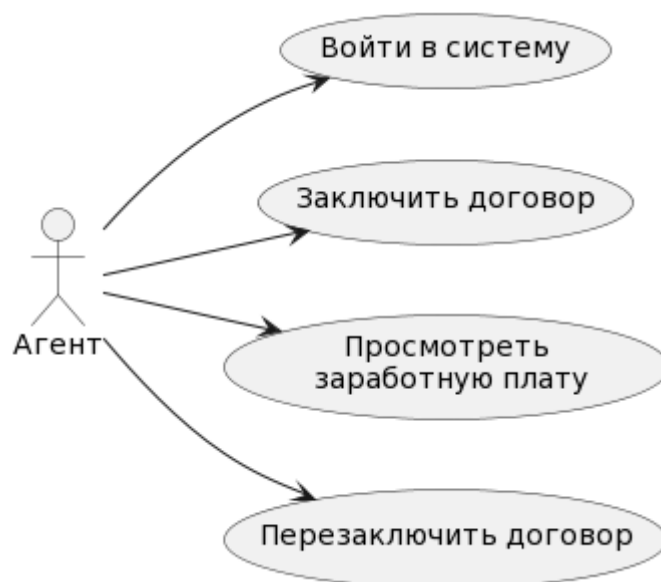 Войти в систему
Заключить договор
Агент
Просмотреть
заработную плату
Перезаключить договор